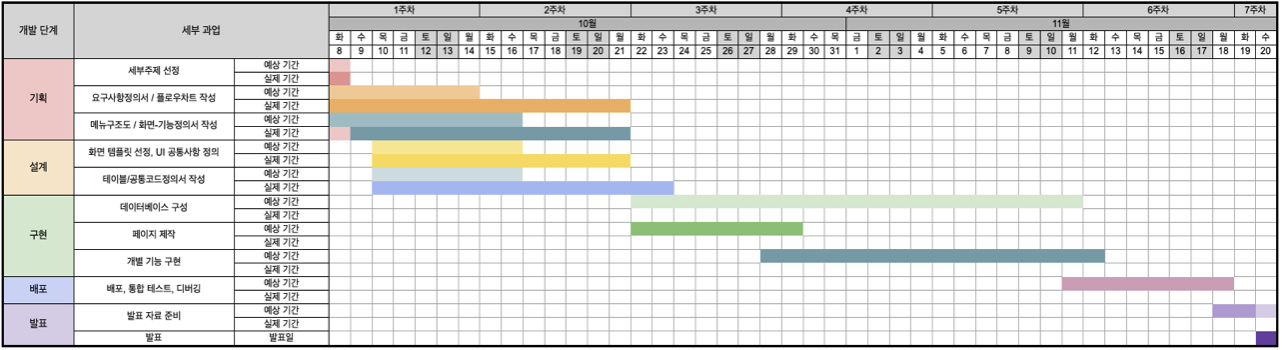 개발 단계 세부 과업 1주차 2주차 3주차 4주차 5주차 6주차 7주차
10월 11월
화 수 목 금 토 일 월 화 수 목 금 토 일 월 화 수 목 금 토 일 월 화 수 목 금 토 일 월 화 수 목 금 토 일 월 화 수 목 금 토 일 월 화 수
8 9 10 11 12 13 14 15 16 17 18 19 20 21 22 23 24 25 26 27 28 29 30 31 1 2 3 4 5 6 7 8 9 10 11 12 13 14 15 16 17 18 19 20
기획 세부주제 선정 예상 기간
실제 기간
요구사항정의서 / 플로우차트 작성 예상 기간
실제 기간
메뉴구조도 / 화면-기능정의서 작성 예상 기간
실제 기간
설계 화면 템플릿 선정, UI 공통사항 정의 예상 기간
실제 기간
테이블/공통코드정의서 작성 예상 기간
실제 기간
구현 데이터베이스 구성 예상 기간
실제 기간
페이지 제작 예상 기간
실제 기간
개별 기능 구현 예상 기간
실제 기간
배포 배포, 통합 테스트, 디버깅 예상 기간
실제 기간
발표 발표 자료 준비 예상 기간
실제 기간
발표 발표일